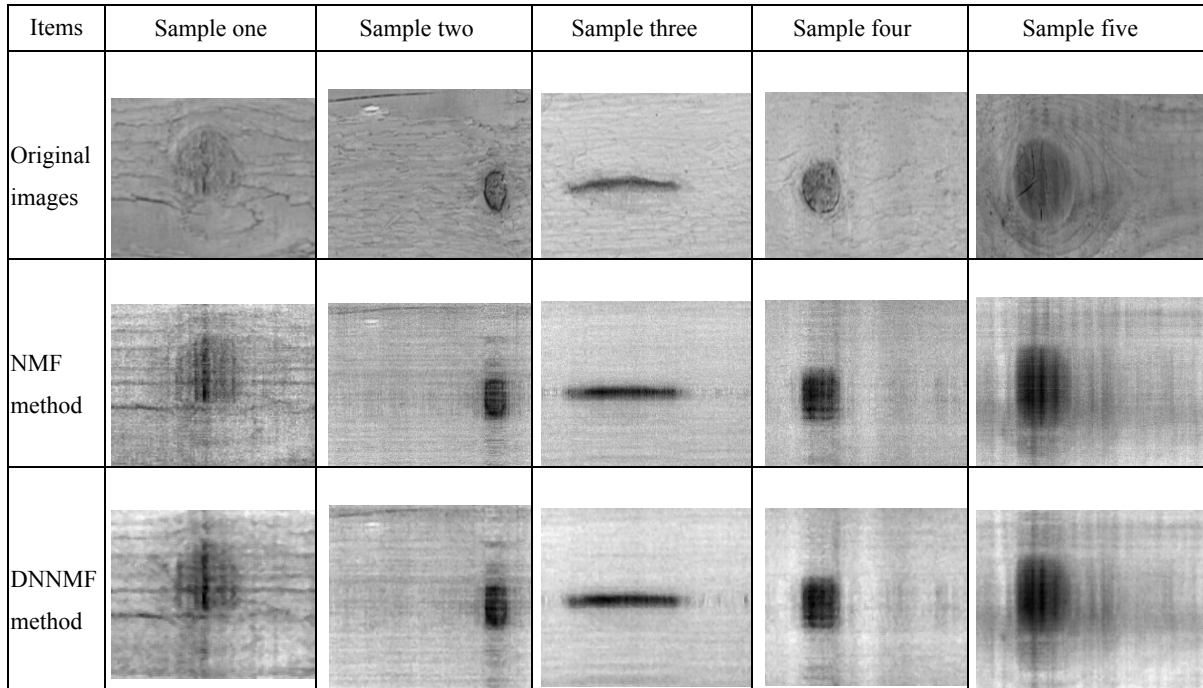 Items Sample one Sample two Sample three Sample four Sample five
Original
images
NMF
method
DNNMF
method